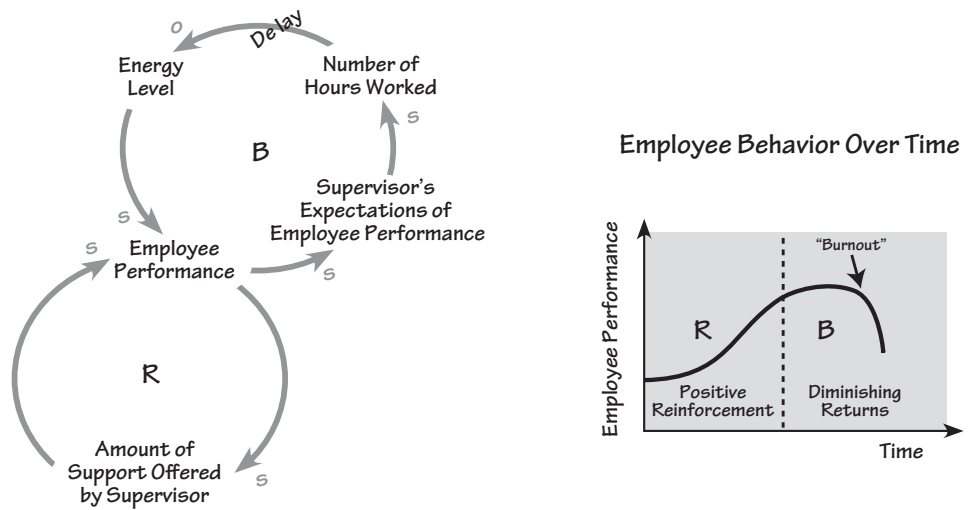 o
Delay
Energy
Level
Number of
Hours Worked
s
B
Supervisor's
Expectations of
Employee Performance
s
s
Employee
Performance
s
s
R
Amount of
Support Offered
by Supervisor
s
Employee Behavior Over Time
Employee Performance
"Burnout"
R
B
Positive
Reinforcement
Diminishing
Returns
Time